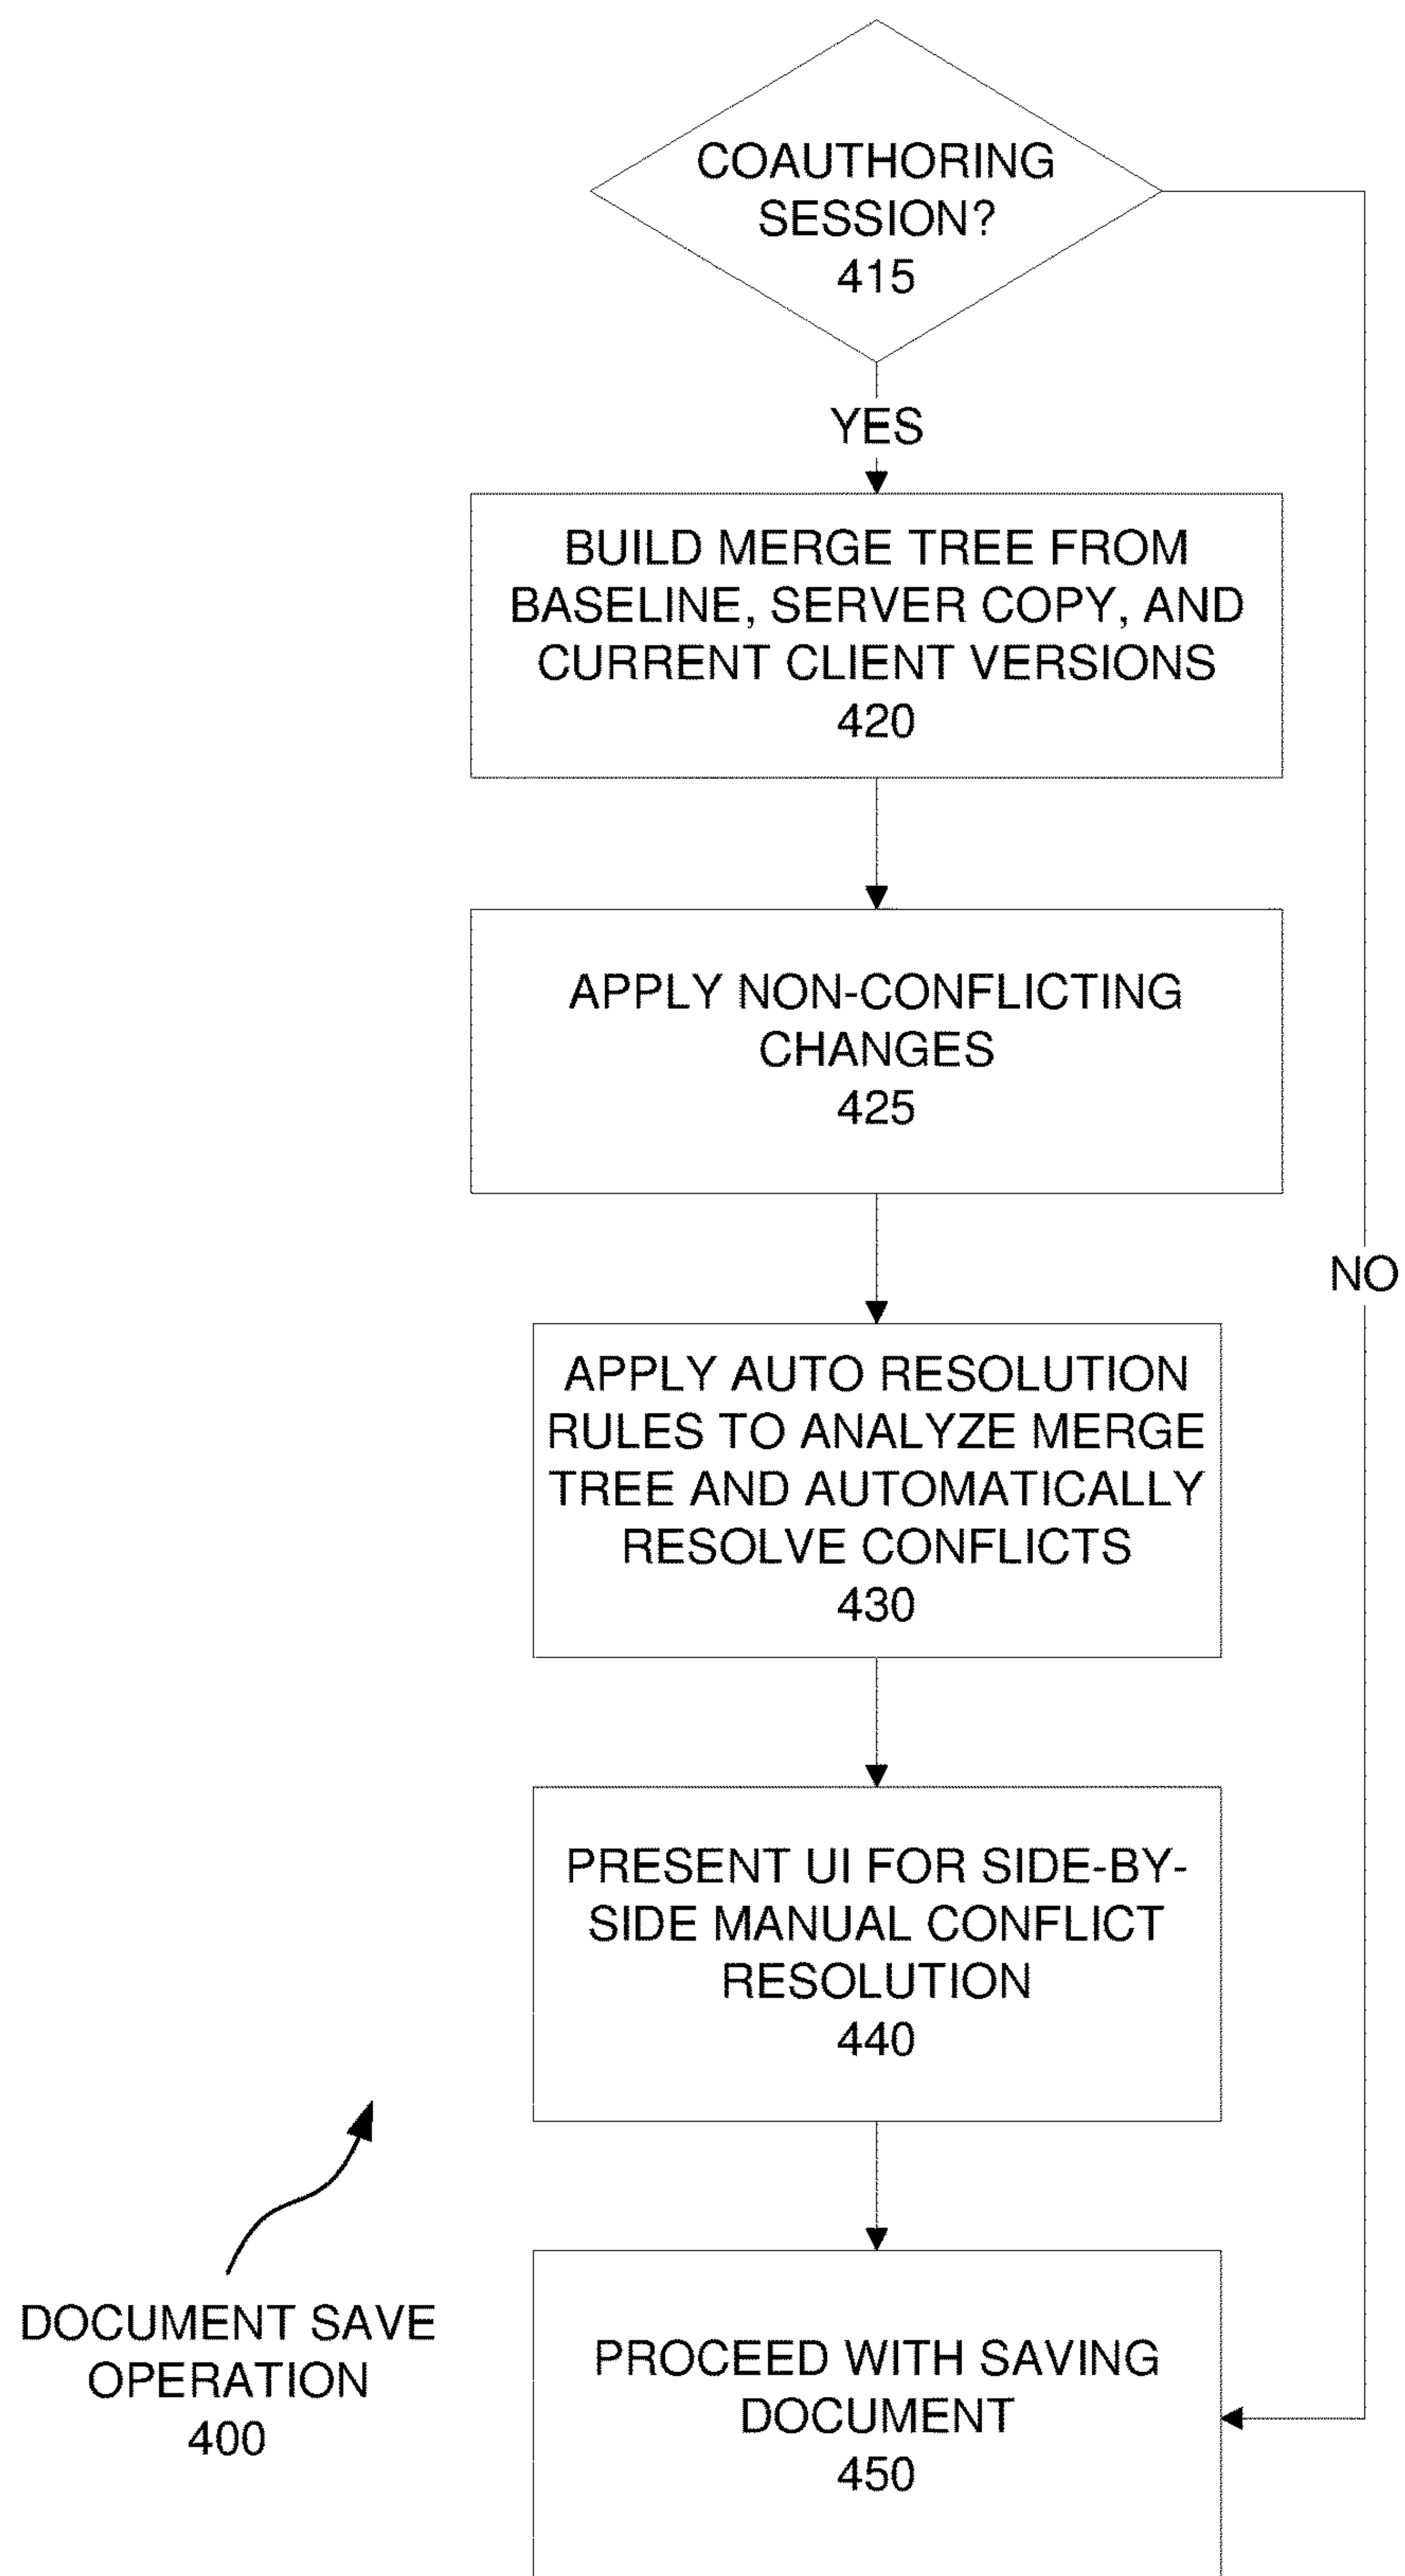 COAUTHORING
SESSION?
415
YES
BUILD MERGE TREE FROM
BASELINE, SERVER COPY, AND
CURRENT CLIENT VERSIONS
420
APPLY NON-CONFLICTING
CHANGES
425
NO
APPLY AUTO RESOLUTION
RULES TO ANALYZE MERGE
TREE AND AUTOMATICALLY
RESOLVE CONFLICTS
430
PRESENT UI FOR SIDE-BY-
SIDE MANUAL CONFLICT
RESOLUTION
440
DOCUMENT SAVE
OPERATION
400
PROCEED WITH SAVING
DOCUMENT
450